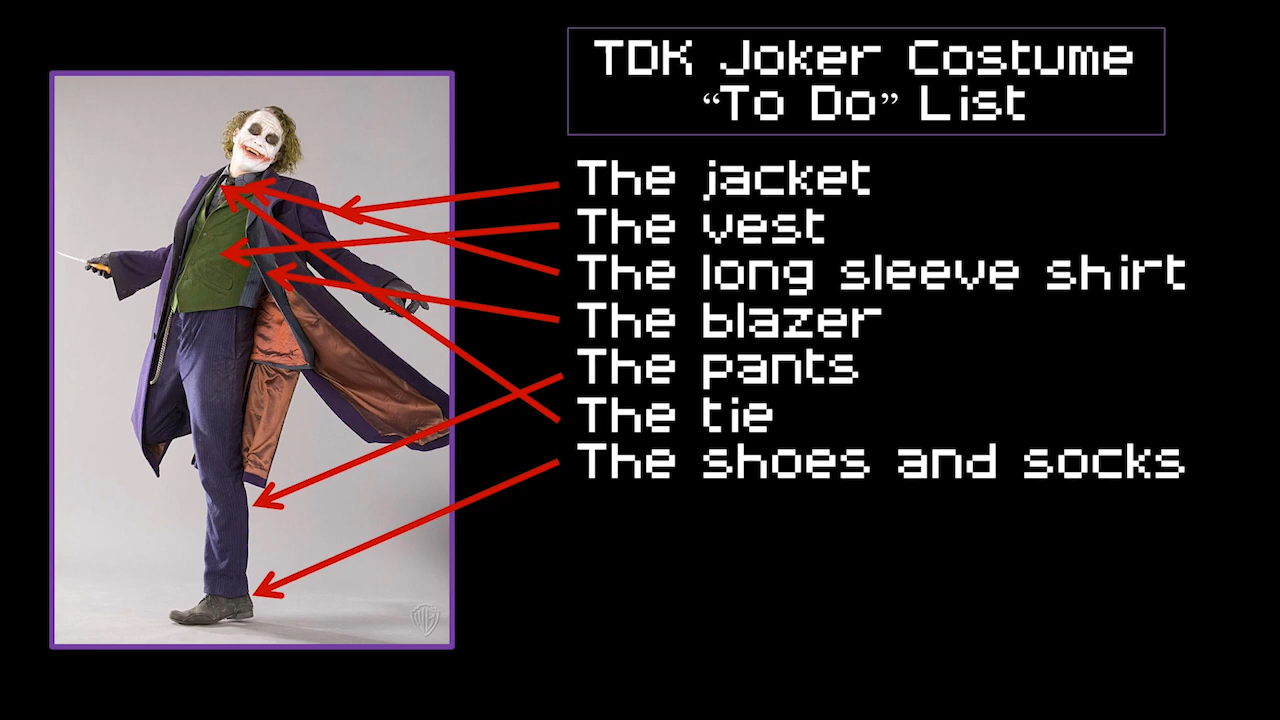 TDK Joker Costume
“To Do” List
The jacket
The vest
The long sleeve shirt
The blazer
The pants
The tie
The shoes and socks